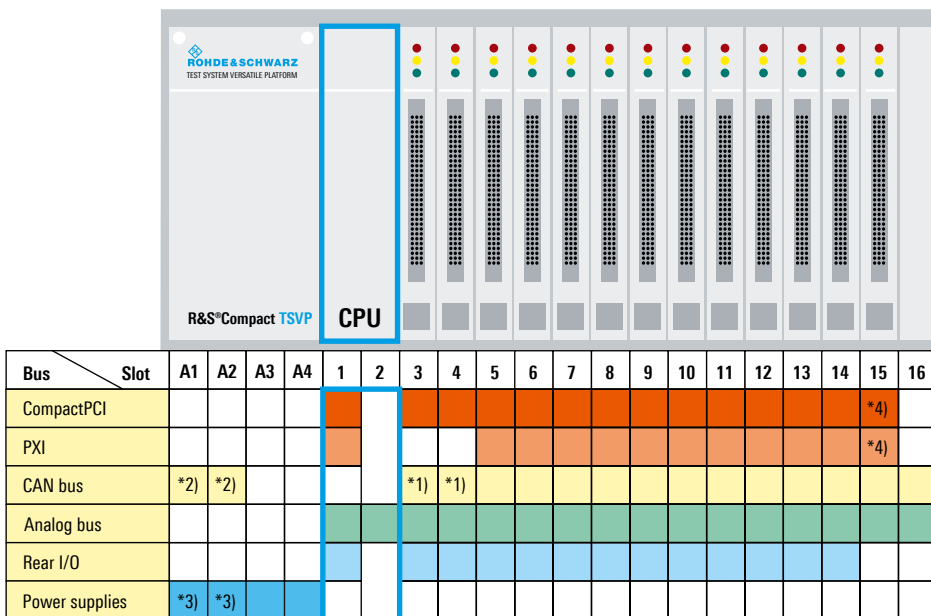 ROHDE&SCHWARZ
TEST SYSTEM VERSATILE PLATFORM
R&S®Compact TSVP
CPU
Bus Slot A1 A2 A3 A4 1 2 3 4 5 6 7 8 9 10 11 12 13 14 15 16
CompactPCI *4)
PXI *4)
CAN bus *2) *2) *1) *1)
Analog bus
Rear I/O
Power supplies *3) *3)